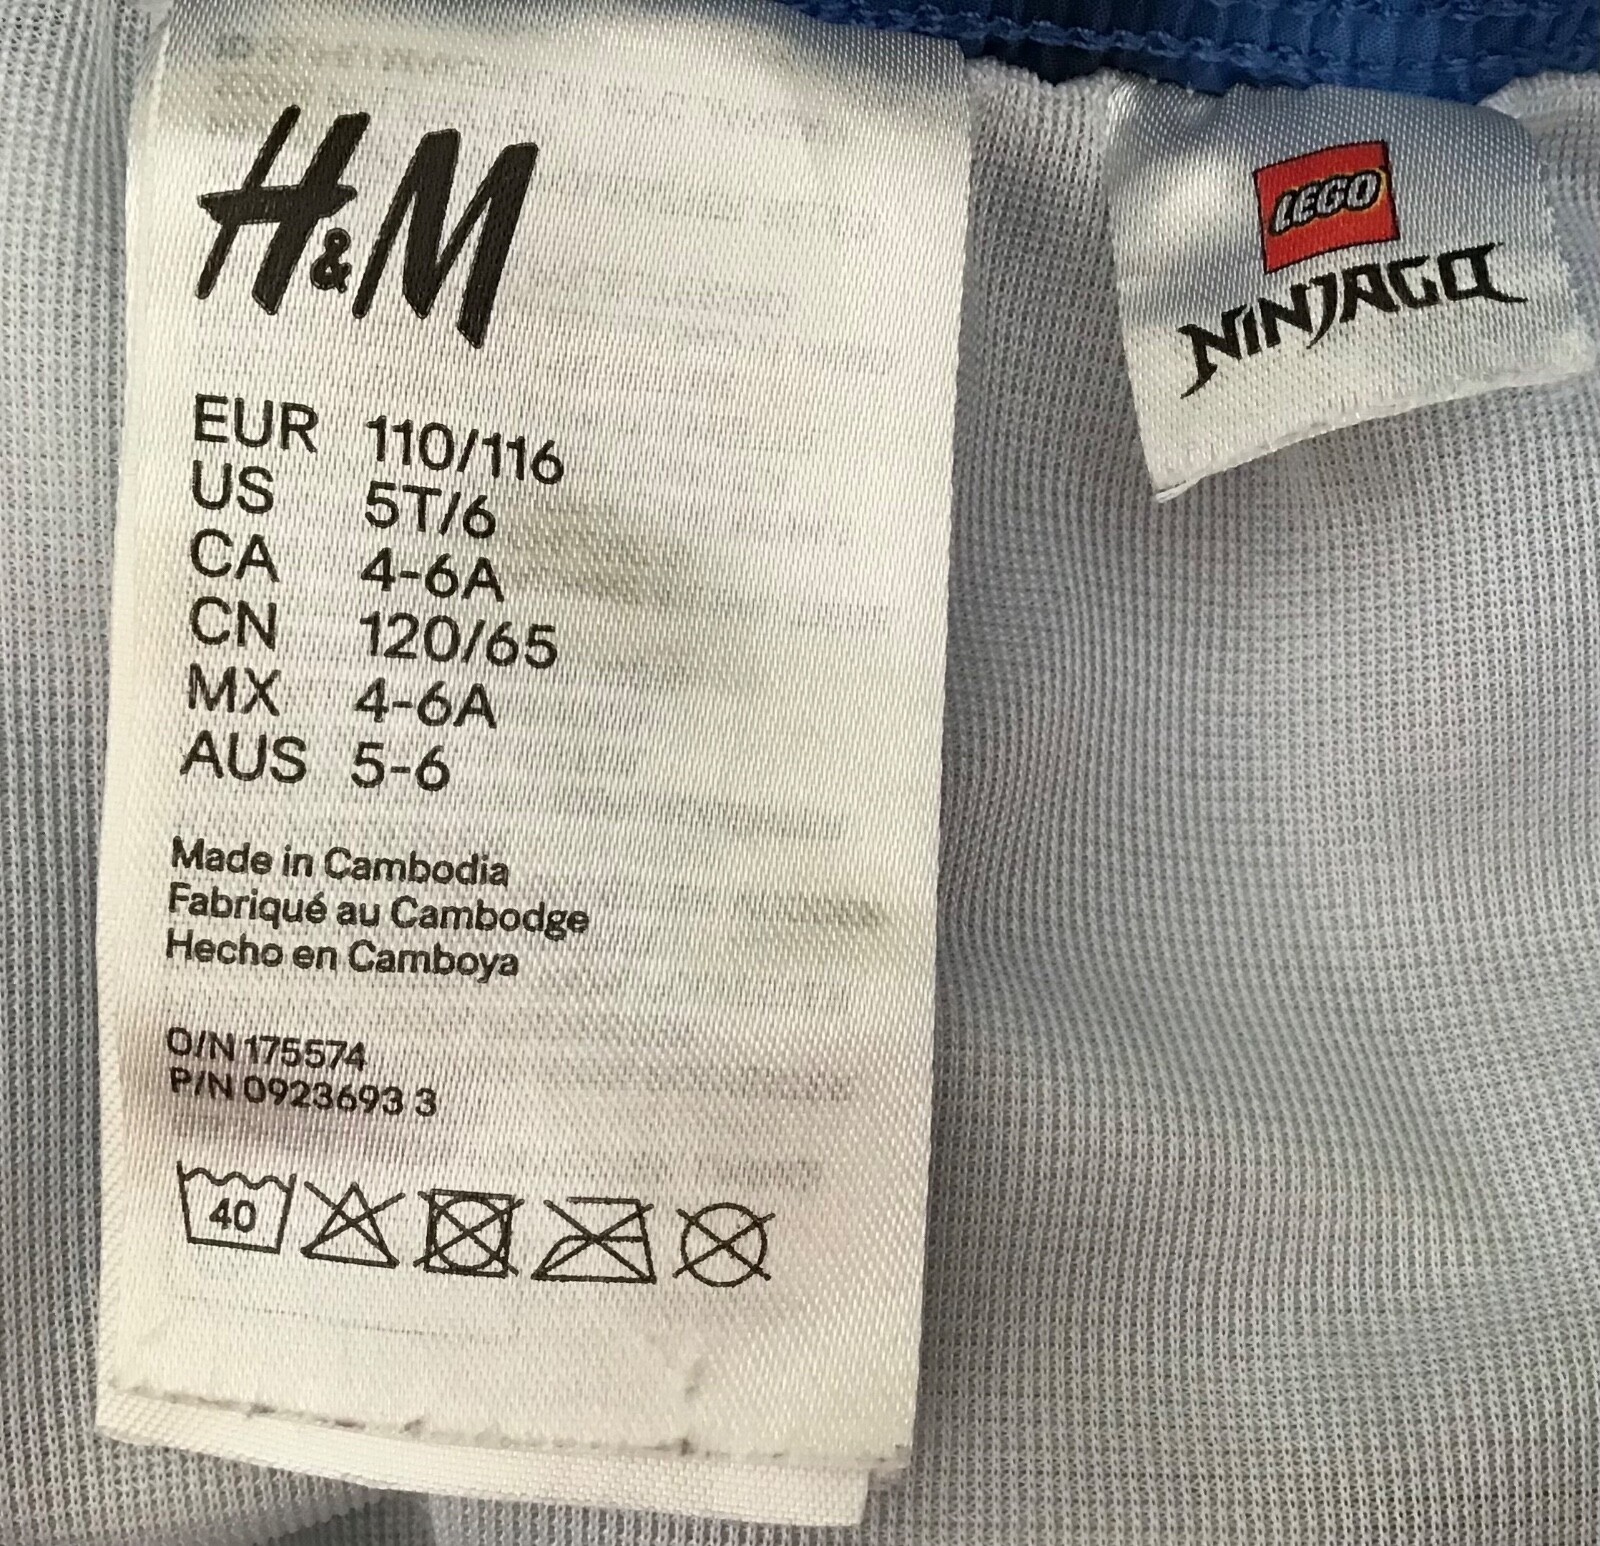 H&M
EUR 110/116
US 5T/6
CA 4-6A
CN 120/65
MX 4-6A
AUS 5-6
Made in Cambodia
Fabriqué au Cambodge
Hecho en Camboya
O/N 175574
P/N 0923693 3
40
LEGO
NINJAGO